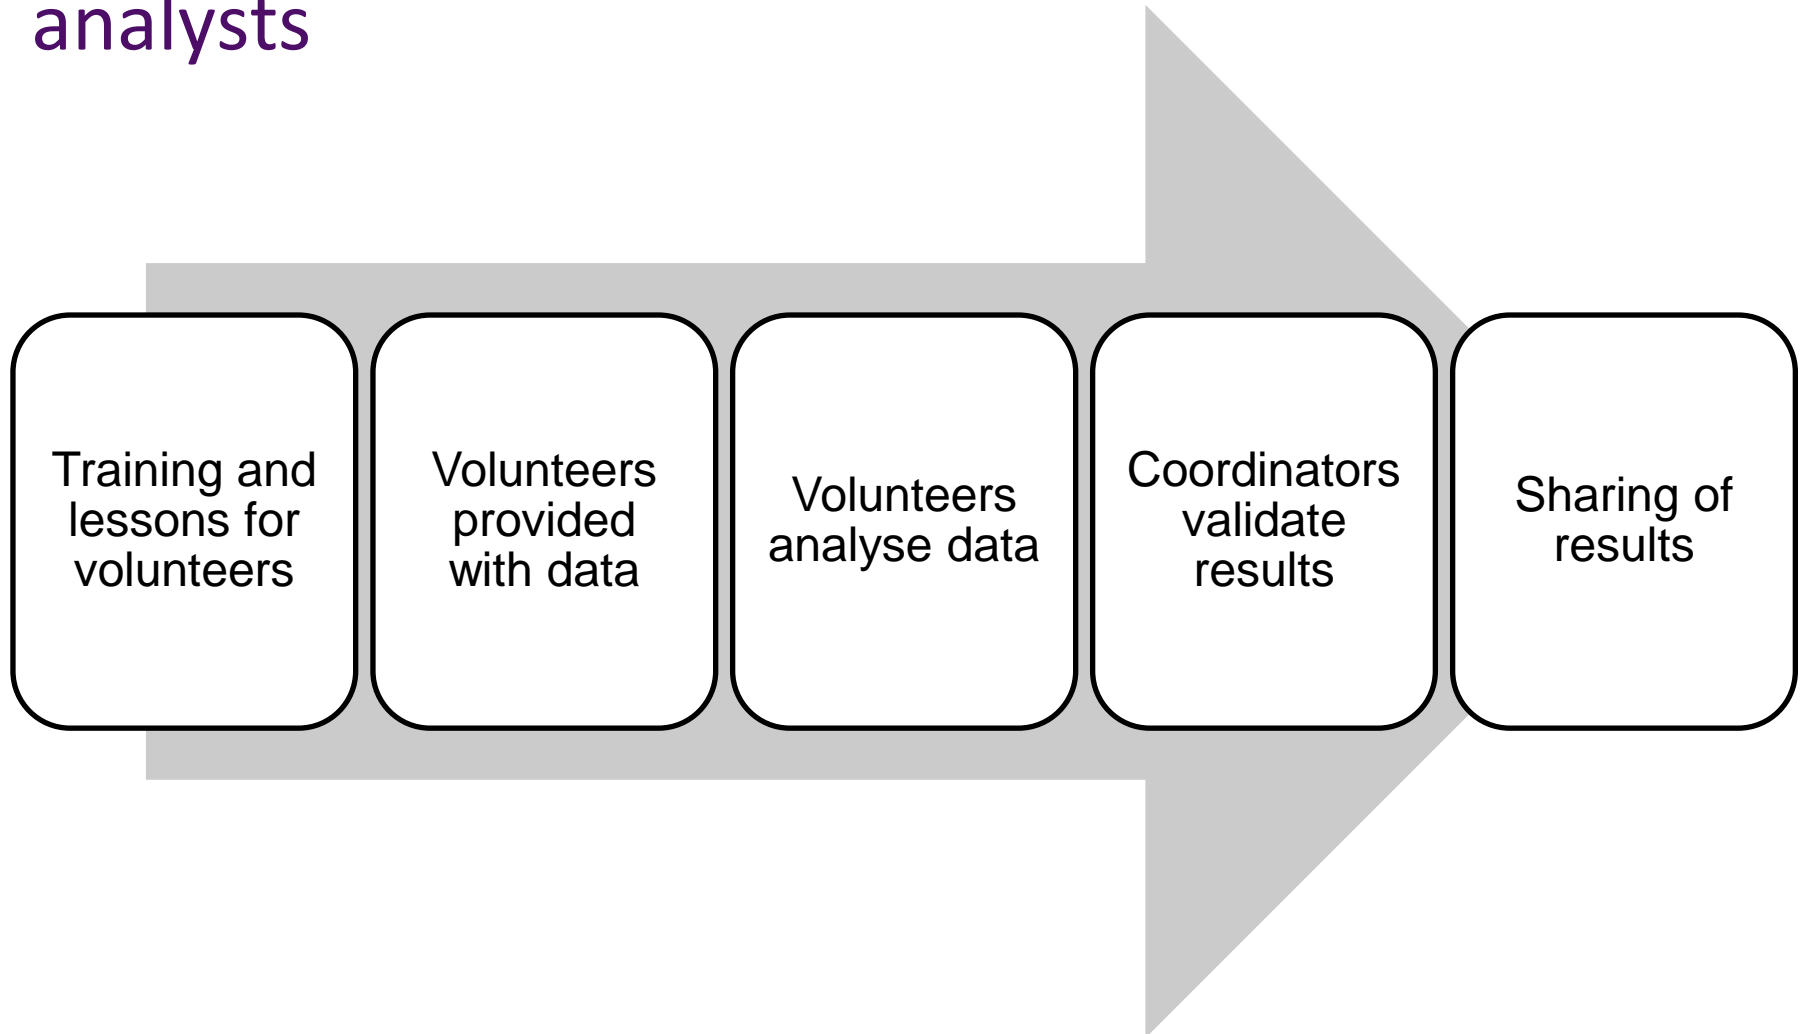 analysts
Training and
lessons for
volunteers
Volunteers
provided
with data
Volunteers
analyse data
Coordinators
validate
results
Sharing of
results